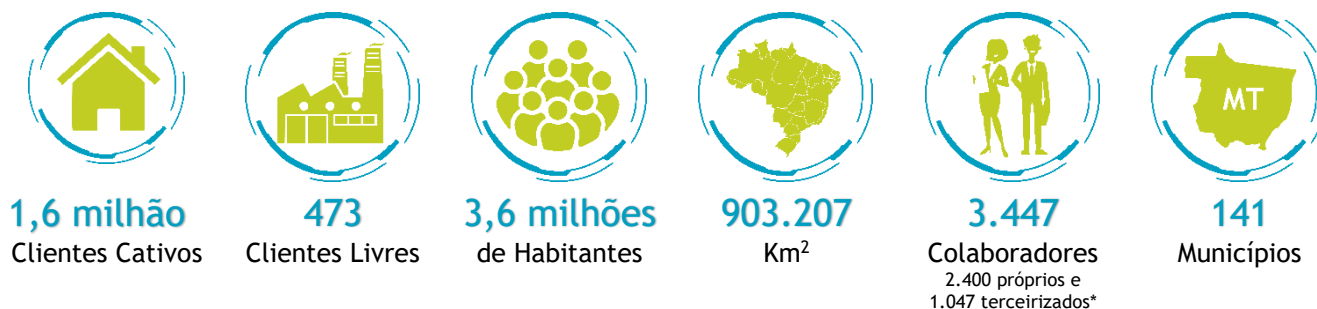 MT
1,6 milhão
Clientes Cativos
473
Clientes Livres
3,6 milhões
de Habitantes
903.207
Km²
3.447
Colaboradores
2.400 próprios e
1.047 terceirizados*
141
Municípios